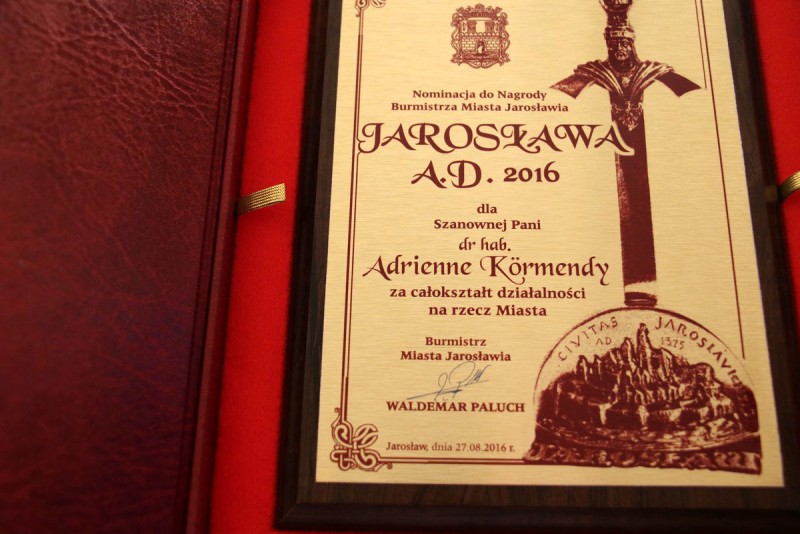 Nominacja do Nagrody
Burmistrza Miasta Jarosławia
JAROSŁAWA
A.D. 2016
dla
Szanownej Pani
dr hab.
Adrienne Körmendy
za całokształt działalności
na rzecz Miasta
Burmistrz
Miasta Jarosławia
WALDEMAR PALUCH
Jarosław, dnia 27.08.2016 r.
CIVITAS JAROSŁAVIE
AD 1375